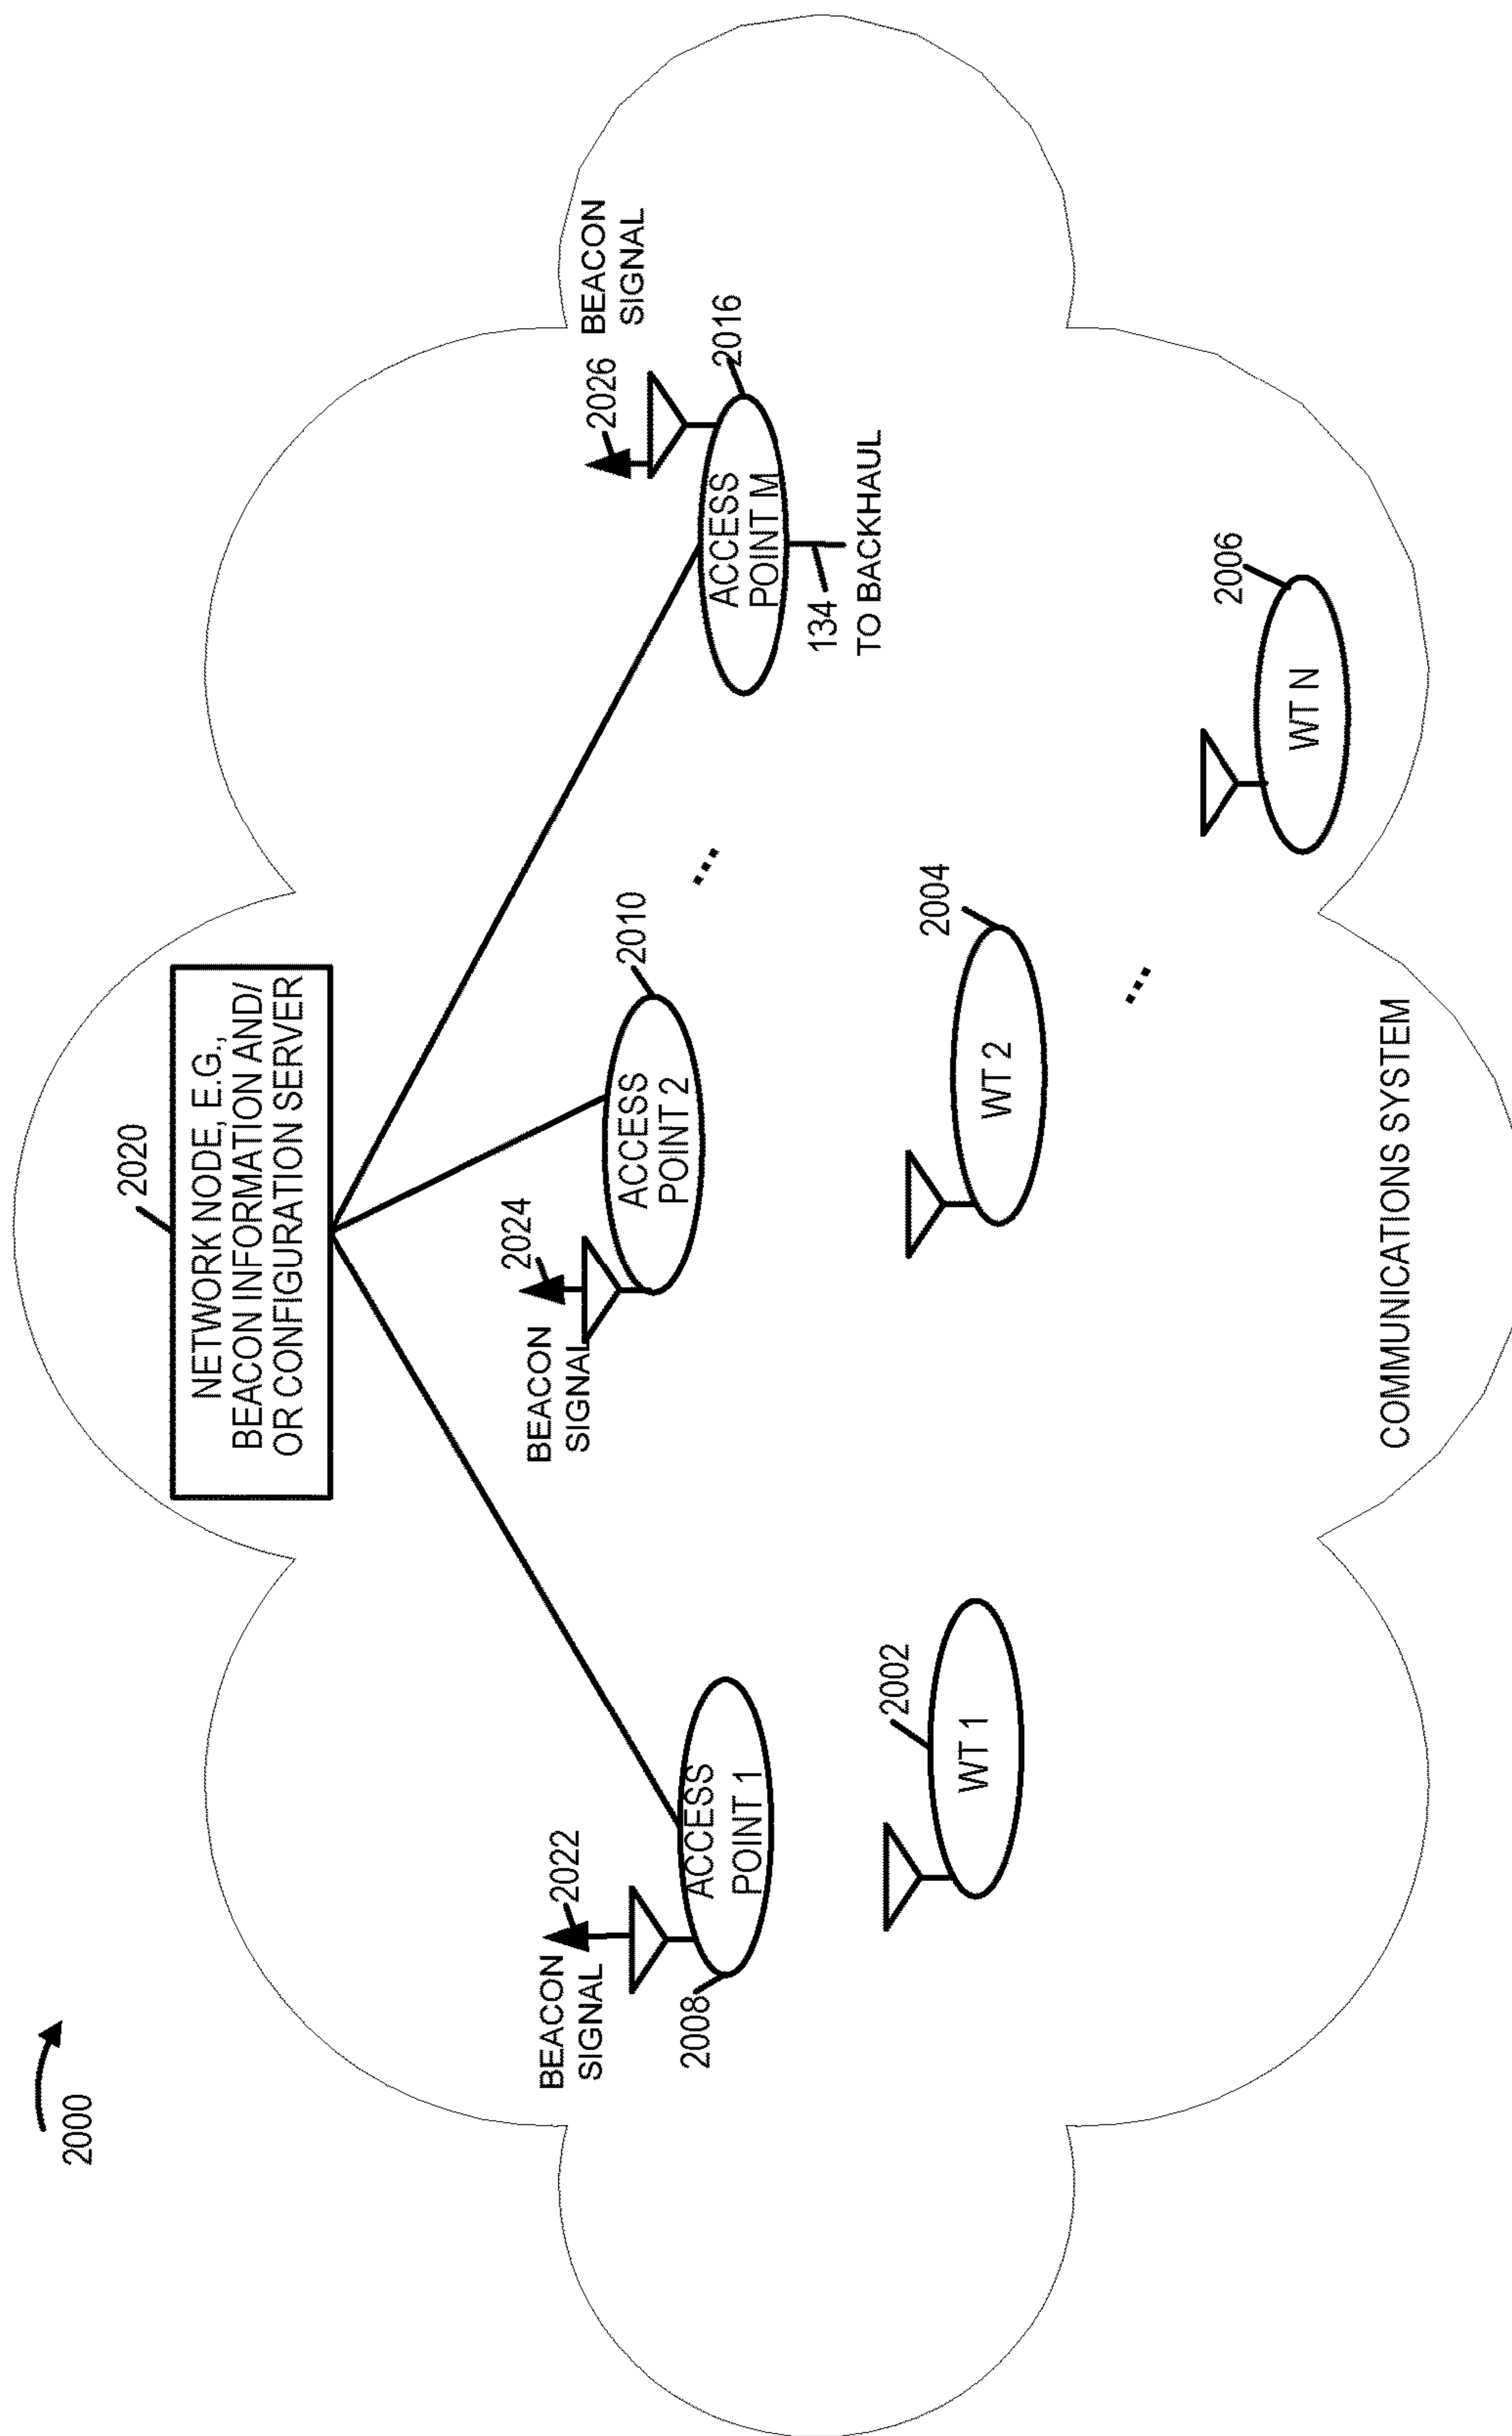 2000
2020
NETWORK NODE, E.G.,
BEACON INFORMATION AND/
OR CONFIGURATION SERVER
BEACON
SIGNAL
2022
2008
ACCESS
POINT 1
BEACON
SIGNAL
2024
2010
ACCESS
POINT 2
...
2026
BEACON
SIGNAL
2016
ACCESS
POINT M
134
TO BACKHAUL
2002
WT 1
2004
WT 2
...
2006
WT N
COMMUNICATIONS SYSTEM